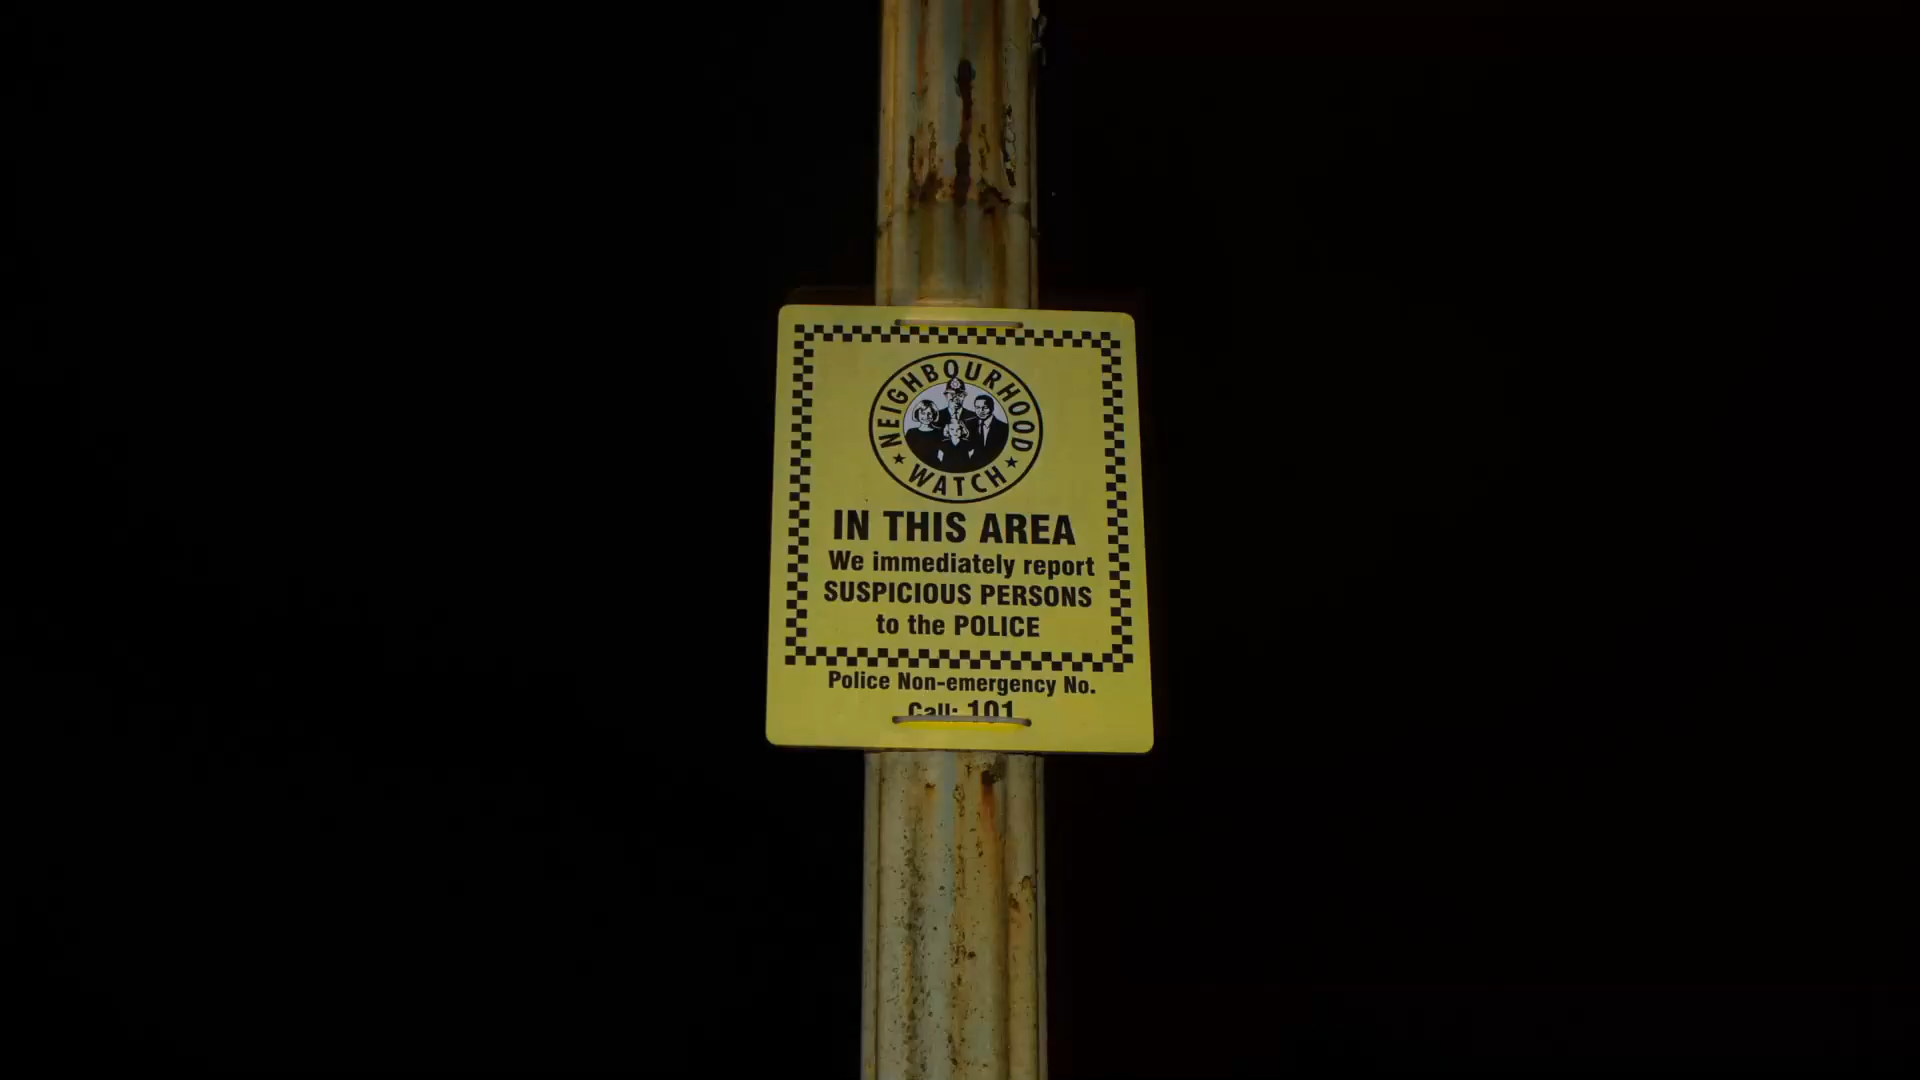 NEIGHBOURHOOD
WATCH
IN THIS AREA
We immediately report
SUSPICIOUS PERSONS
to the POLICE
Police Non-emergency No.
Call: 101